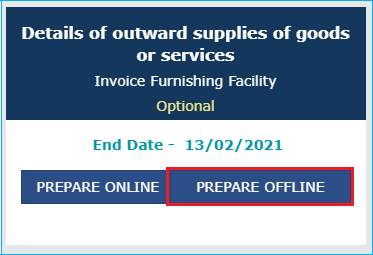 Details of outward supplies of goods
or services
Invoice Furnishing Facility
Optional
End Date - 13/02/2021
PREPARE ONLINE PREPARE OFFLINE